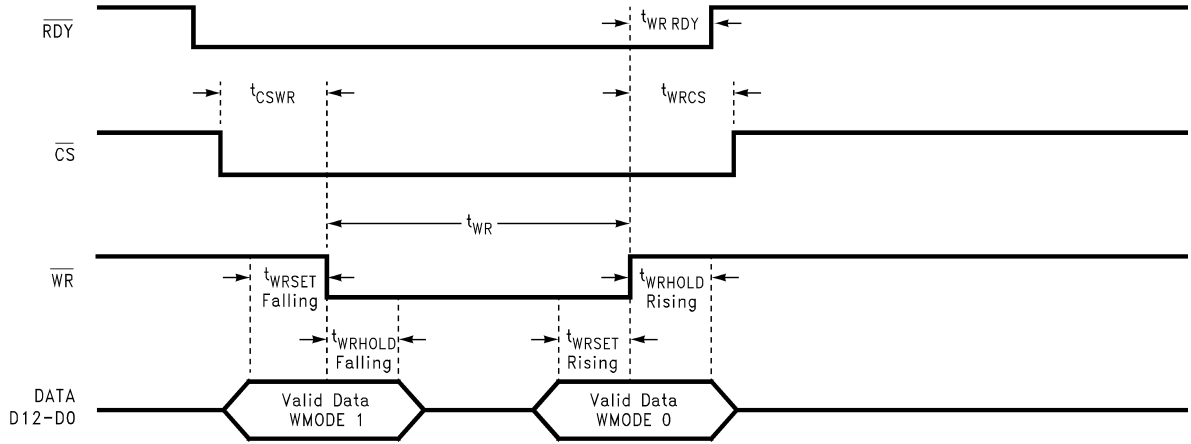 RDY
t_WR RDY
t_CSWR
t_WRCS
CS
t_WR
WR
t_WRSET
Falling
t_WRHOLD
Rising
t_WRHOLD
Falling
t_WRSET
Rising
DATA
D12-D0
Valid Data
WMODE 1
Valid Data
WMODE 0